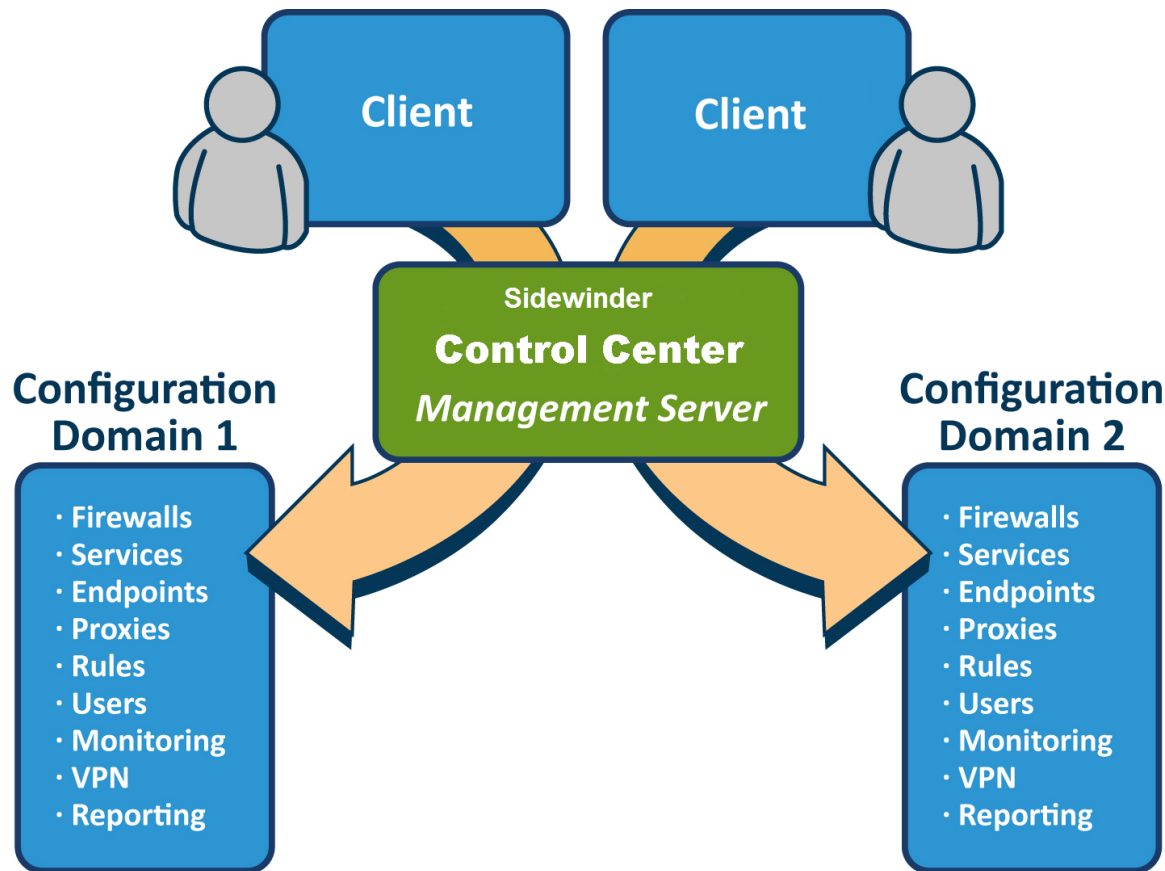 Client
Client
Sidewinder
Control Center
Management Server
Configuration
Domain 1
· Firewalls
· Services
· Endpoints
· Proxies
· Rules
· Users
· Monitoring
· VPN
· Reporting
Configuration
Domain 2
· Firewalls
· Services
· Endpoints
· Proxies
· Rules
· Users
· Monitoring
· VPN
· Reporting